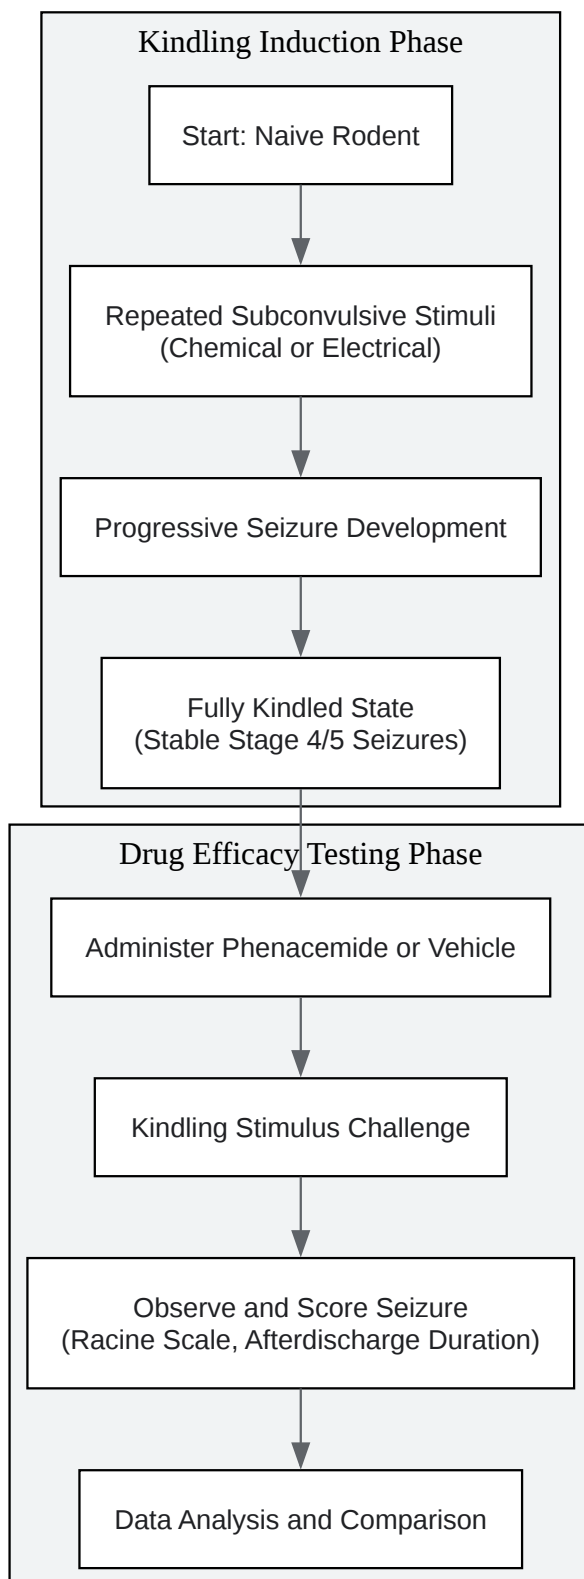 Kindling Induction Phase
Start: Naive Rodent
Repeated Subconvulsive Stimuli
(Chemical or Electrical)
Progressive Seizure Development
Fully Kindled State
(Stable Stage 4/5 Seizures)
Drug Efficacy Testing Phase
Administer Phenacemide or Vehicle
Kindling Stimulus Challenge
Observe and Score Seizure
(Racine Scale, Afterdischarge Duration)
Data Analysis and Comparison